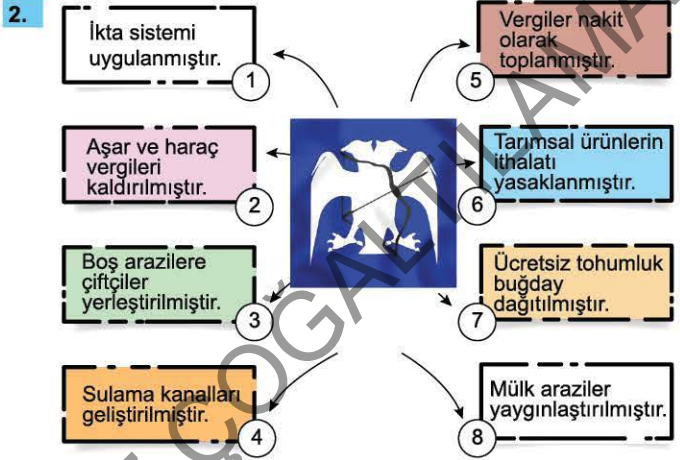 2.
İkta sistemi
uygulanmıştır.
1
Aşar ve haraç
vergileri
kaldırılmıştır.
2
Boş arazilere
çiftçiler
yerleştirilmiştir.
3
Sulama kanalları
geliştirilmiştir.
4
Vergiler nakit
olarak
toplanmıştır.
5
Tarımsal ürünlerin
ithalatı
yasaklanmıştır.
6
Ücretsiz tohumluk
buğday
dağıtılmıştır.
7
Mülk araziler
yaygınlaştırılmıştır.
8
ÇOĞALTILAMA